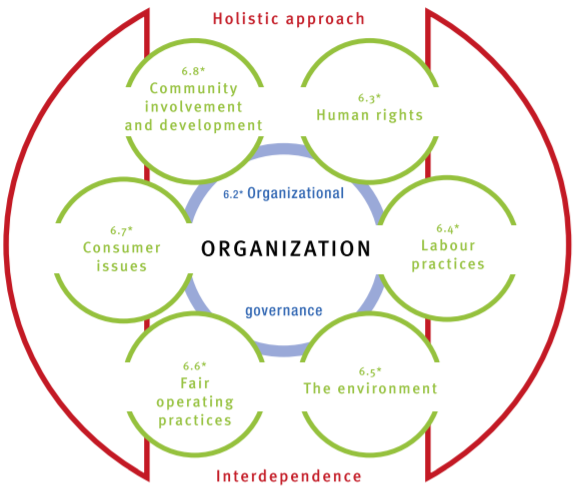 Holistic approach
6.8*
Community
involvement
and development
6.3*
Human rights
6.2* Organizational
6.7*
Consumer
issues
ORGANIZATION
6.4*
Labour
practices
governance
6.6*
Fair
operating
practices
6.5*
The environment
Interdependence